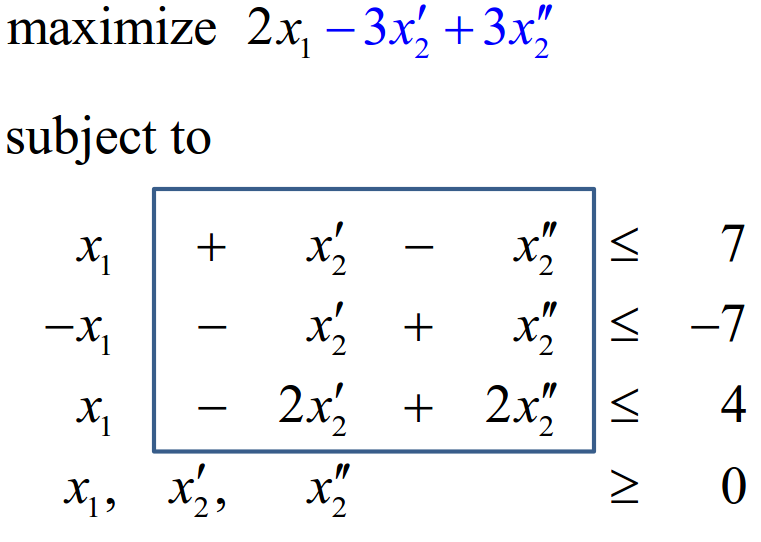 maximize 2x₁ − 3x₂′ + 3x₂″
subject to
x₁ + x₂′ − x₂″ ≤ 7
−x₁ − x₂′ + x₂″ ≤ −7
x₁ − 2x₂′ + 2x₂″ ≤ 4
x₁, x₂′, x₂″ ≥ 0